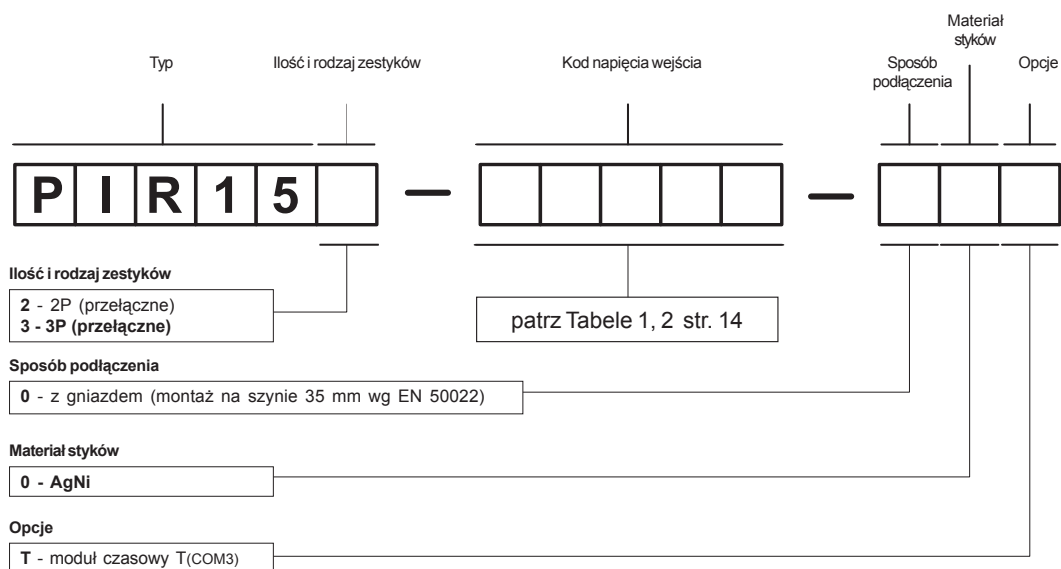 Materiał
styków
Typ Ilość i rodzaj zestyków Kod napięcia wejścia Sposób Opcje
podłączenia
PIR15 — —
Ilość i rodzaj zestyków
2 - 2P (przełączne)
3 - 3P (przełączne)
patrz Tabele 1, 2 str. 14
Sposób podłączenia
0 - z gniazdem (montaż na szynie 35 mm wg EN 50022)
Materiał styków
0 - AgNi
Opcje
T - moduł czasowy T(COM3)